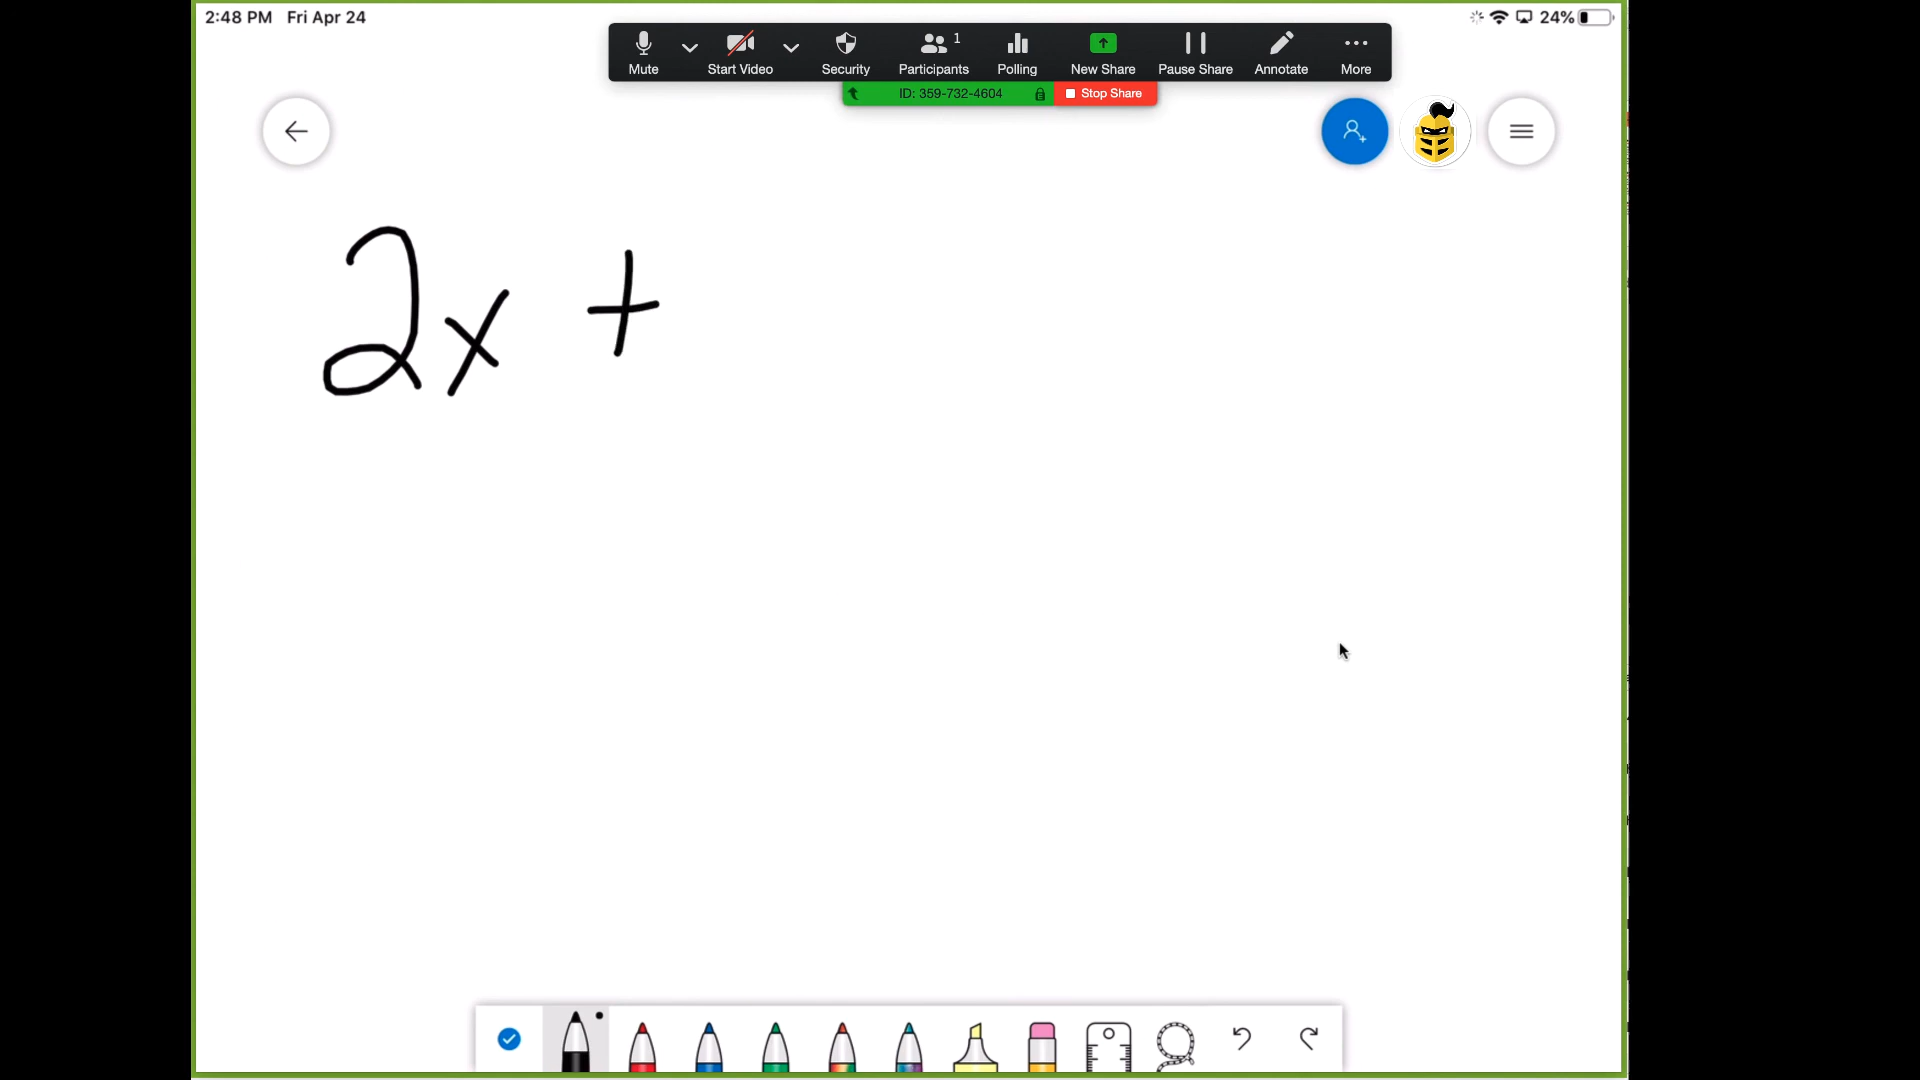 2:48 PM Fri Apr 24 24%
Mute Start Video Security Participants 1 Polling New Share Pause Share Annotate More
ID: 359-732-4604 Stop Share
2x +